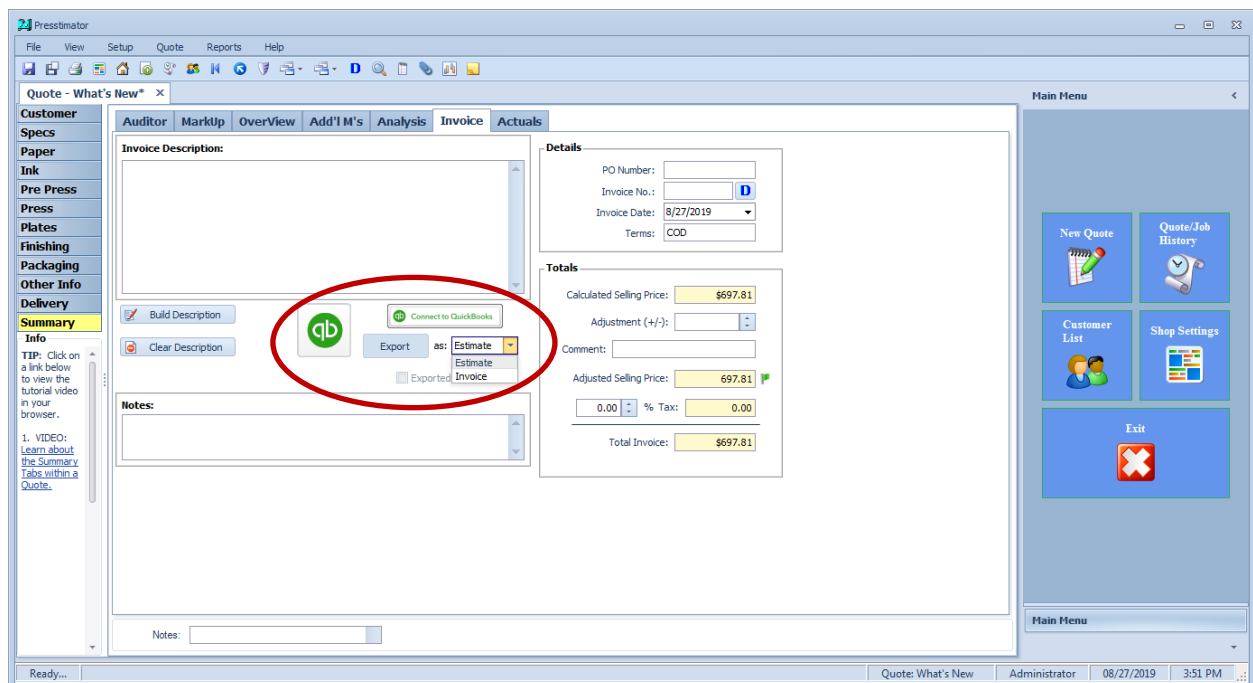 Presstimator
File View Setup Quote Reports Help
D
Quote - What's New* ×
Main Menu
Customer
Specs
Paper
Ink
Pre Press
Press
Plates
Finishing
Packaging
Other Info
Delivery
Summary
Info
TIP: Click on
a link below
to view the
tutorial video
in your
browser.
1. VIDEO:
Learn about
the Summary
Tabs within a
Quote.
Auditor MarkUp OverView Add'l M's Analysis Invoice Actuals
Invoice Description:
Build Description
Clear Description
qb
qb Connect to QuickBooks
Export as: Estimate
Estimate
Invoice
Exported
Notes:
Details
PO Number:
Invoice No.: D
Invoice Date: 8/27/2019
Terms: COD
Totals
Calculated Selling Price: $697.81
Adjustment (+/-):
Comment:
Adjusted Selling Price: 697.81
0.00 % Tax: 0.00
Total Invoice: $697.81
Notes:
New Quote
Quote/Job
History
Customer
List
Shop Settings
Exit
Main Menu
Ready... Quote: What's New Administrator 08/27/2019 3:51 PM